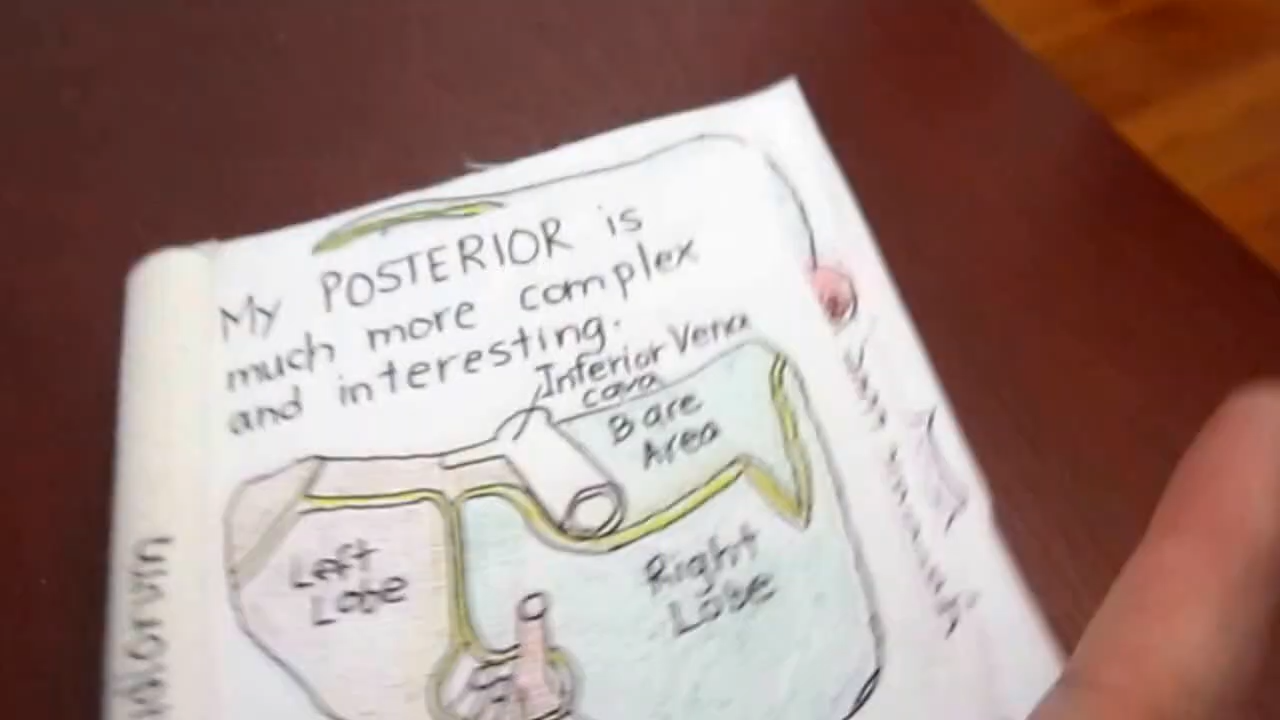 My POSTERIOR is
much more complex
and interesting.
Inferior Vena
cava
Bare
Area
Left
Lobe
Right
Lobe